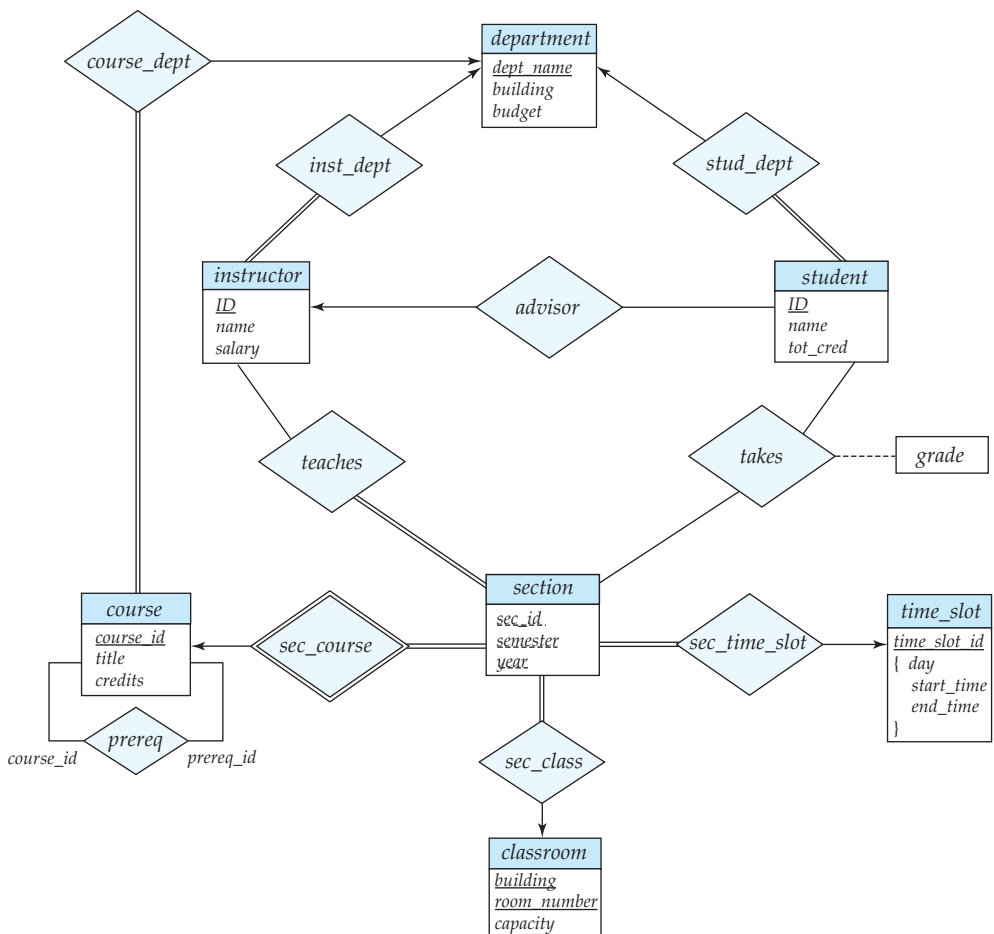 department
course_dept
dept_name
building
budget
inst_dept
stud_dept
instructor
ID
name
salary
advisor
student
ID
name
tot_cred
teaches
takes
grade
section
sec_id
semester
year
course
course_id
title
credits
sec_course
sec_time_slot
time_slot
time_slot_id
{ day
start_time
end_time
}
prereq
course_id
prereq_id
sec_class
classroom
building
room_number
capacity